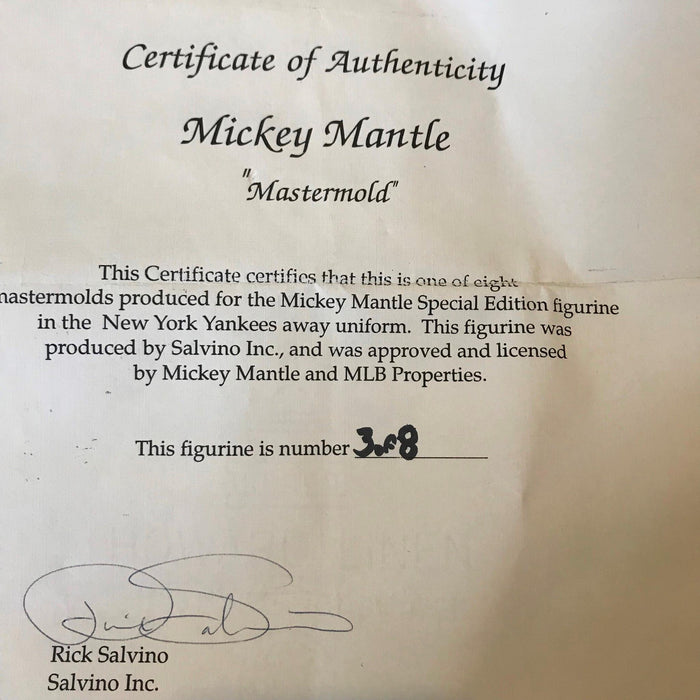 Certificate of Authenticity
Mickey Mantle
"Mastermold"
This Certificate certifies that this is one of eight
mastermolds produced for the Mickey Mantle Special Edition figurine
in the New York Yankees away uniform. This figurine was
produced by Salvino Inc., and was approved and licensed
by Mickey Mantle and MLB Properties.
This figurine is number 3 of 8
Rick Salvino
Rick Salvino
Salvino Inc.